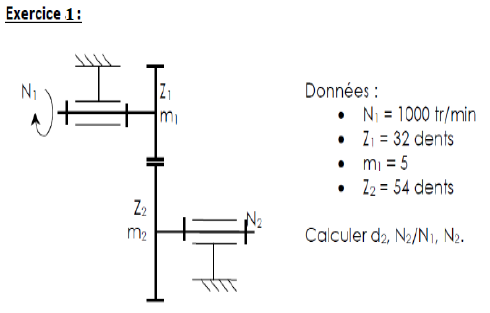 Exercice 1 :
N₁
Z₁
m₁
Z₂
m₂
N₂
Données :
• N₁ = 1000 tr/min
• Z₁ = 32 dents
• m₁ = 5
• Z₂ = 54 dents
Calculer d₂, N₂/N₁, N₂.